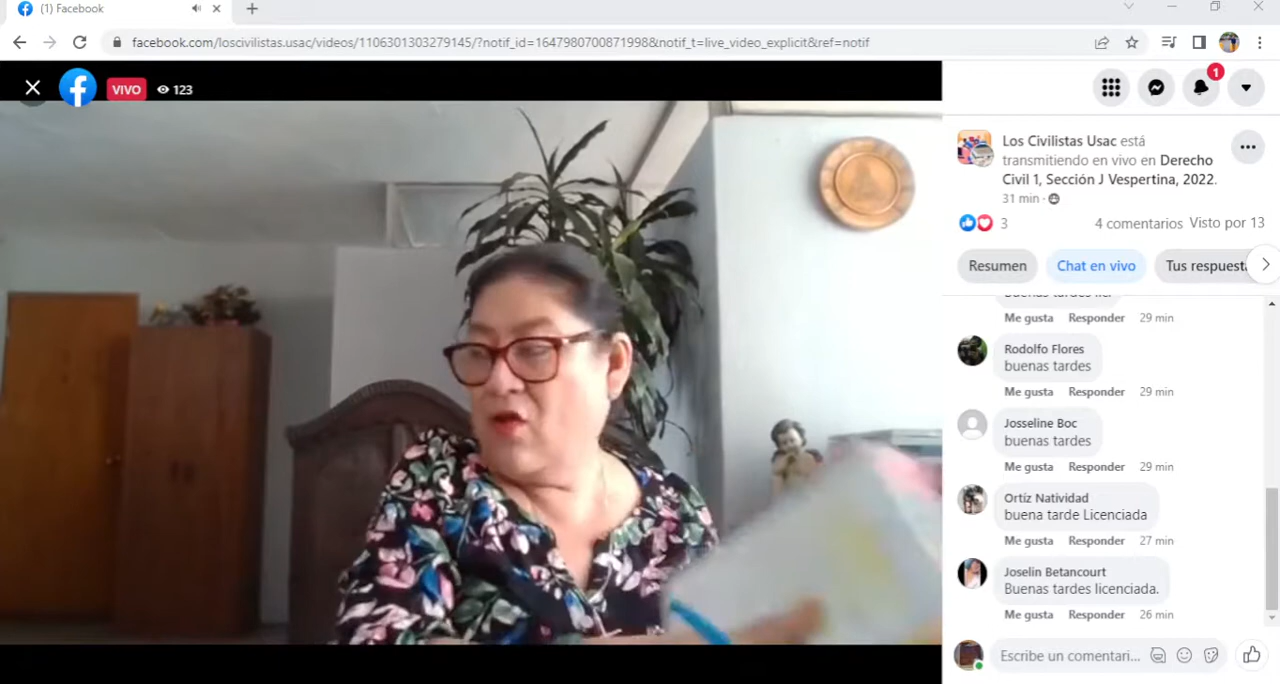 (1) Facebook
facebook.com/loscivilistas.usac/videos/1106301303279145/?notif_id=1647980700871998&notif_t=live_video_explicit&ref=notif
VIVO 123
1
Los Civilistas Usac está
transmitiendo en vivo en Derecho
Civil 1, Sección J Vespertina, 2022.
31 min ·
3 4 comentarios Visto por 13
Resumen Chat en vivo Tus respuest
Me gusta Responder 29 min
Rodolfo Flores
buenas tardes
Me gusta Responder 29 min
Josseline Boc
buenas tardes
Me gusta Responder 29 min
Ortiz Natividad
buena tarde Licenciada
Me gusta Responder 27 min
Joselin Betancourt
Buenas tardes licenciada.
Me gusta Responder 26 min
Escribe un comentari...